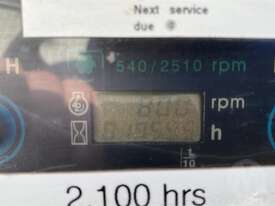 Next service
due @
H
540/2510 rpm
rpm
h
1
10
2,100 hrs